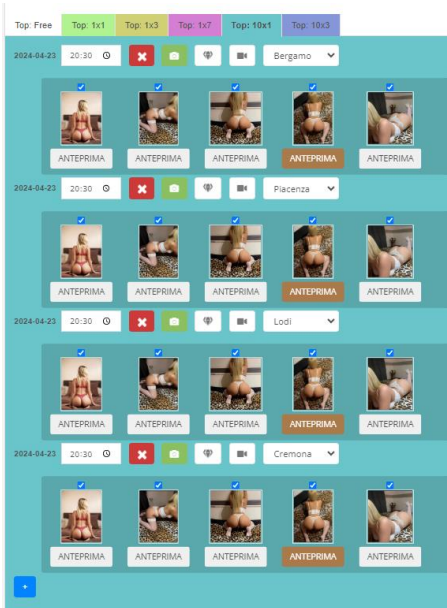 Top: Free Top: 1x1 Top: 1x3 Top: 1x7 Top: 10x1 Top: 10x3
2024-04-23 20:30 Bergamo
ANTEPRIMA ANTEPRIMA ANTEPRIMA ANTEPRIMA ANTEPRIMA
2024-04-23 20:30 Piacenza
ANTEPRIMA ANTEPRIMA ANTEPRIMA ANTEPRIMA ANTEPRIMA
2024-04-23 20:30 Lodi
ANTEPRIMA ANTEPRIMA ANTEPRIMA ANTEPRIMA ANTEPRIMA
2024-04-23 20:30 Cremona
ANTEPRIMA ANTEPRIMA ANTEPRIMA ANTEPRIMA ANTEPRIMA
+